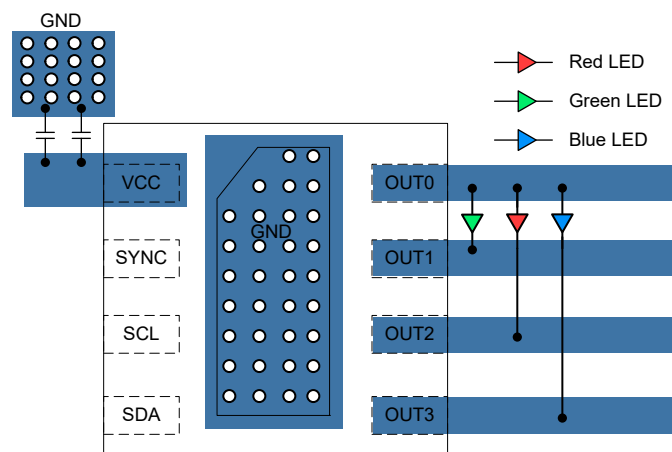 GND
Red LED
Green LED
Blue LED
VCC
OUT0
GND
SYNC
OUT1
SCL
OUT2
SDA
OUT3